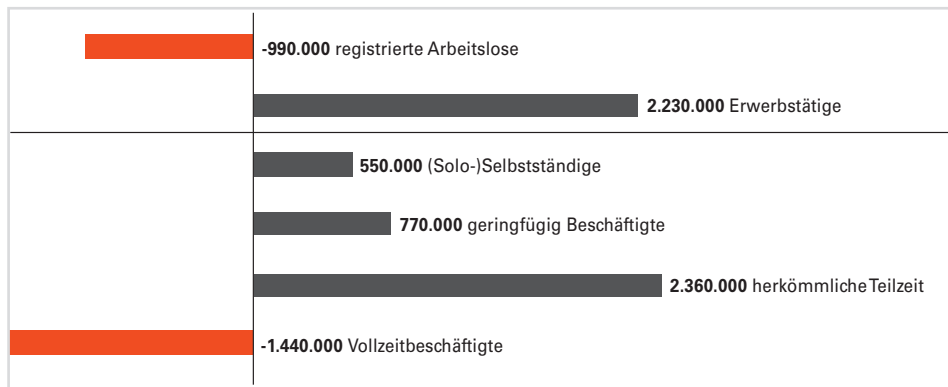 -990.000 registrierte Arbeitslose
2.230.000 Erwerbstätige
550.000 (Solo-)Selbstständige
770.000 geringfügig Beschäftigte
2.360.000 herkömmliche Teilzeit
-1.440.000 Vollzeitbeschäftigte